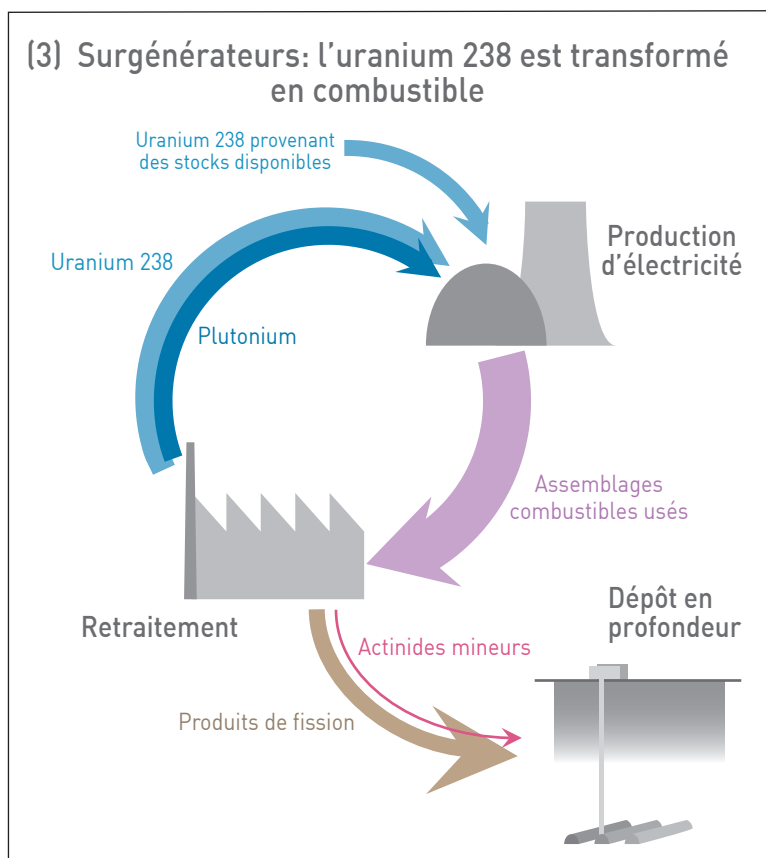 (3) Surgénérateurs: l'uranium 238 est transformé
en combustible
Uranium 238 provenant
des stocks disponibles
Production
d'électricité
Uranium 238
Plutonium
Assemblages
combustibles usés
Dépôt en
profondeur
Retraitement
Actinides mineurs
Produits de fission